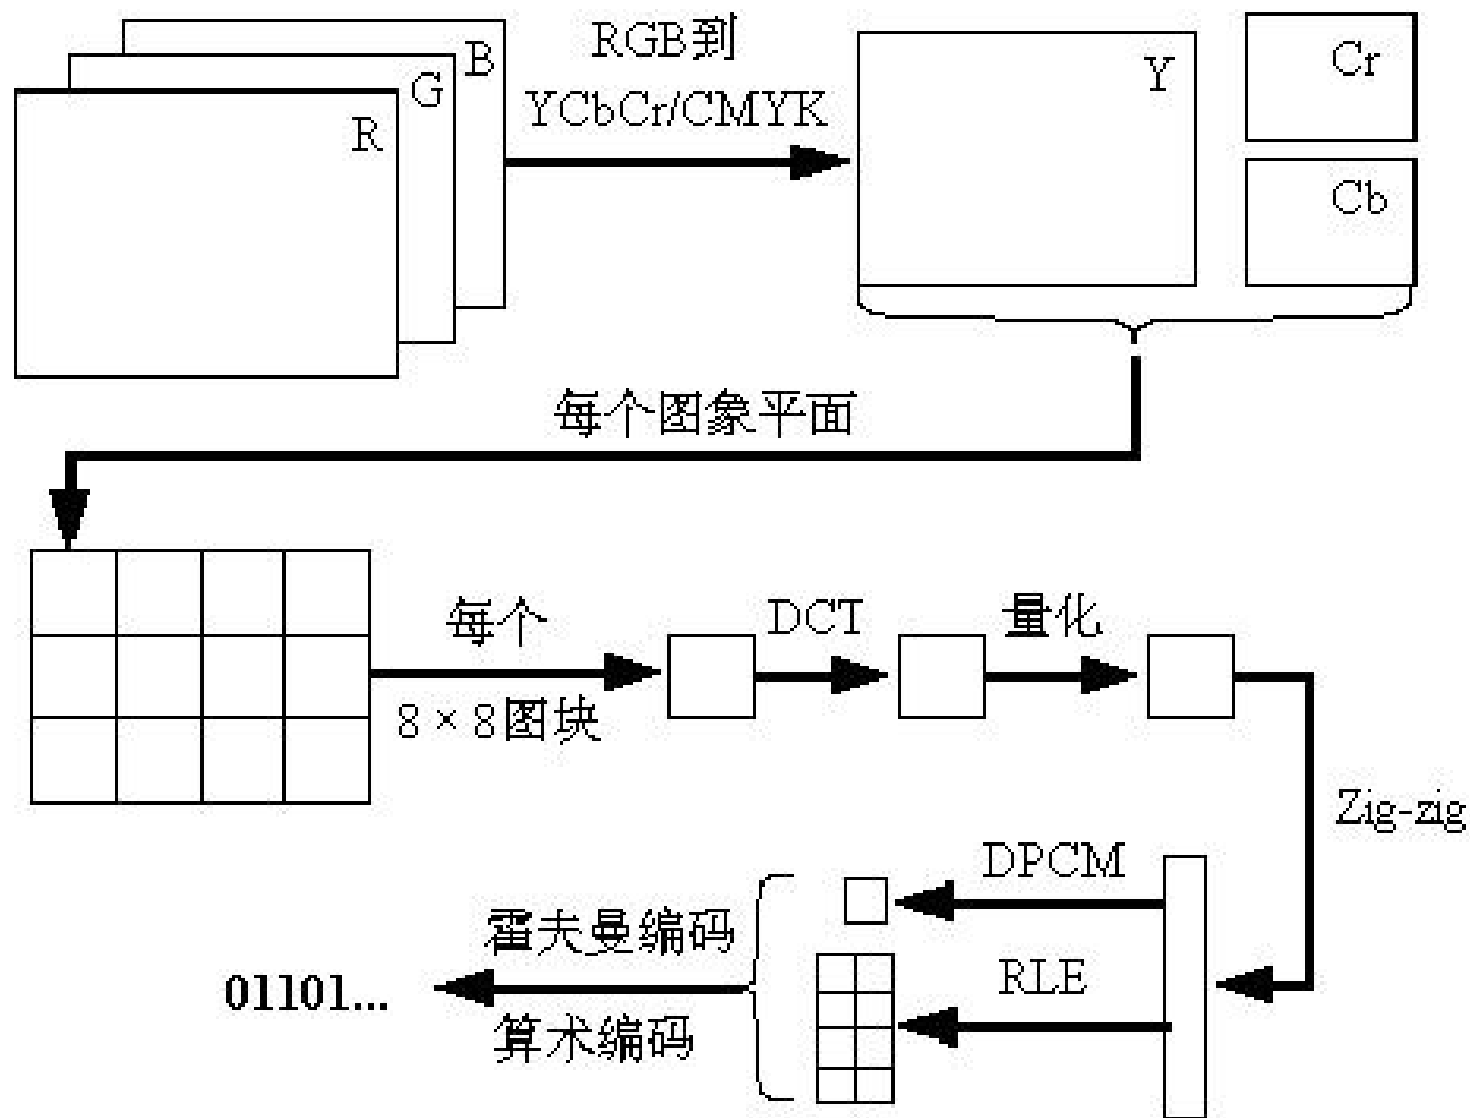 B
G
R
RGB到
YCbCr/CMYK
Y
Cr
Cb
每个图象平面
每个
8×8图块
DCT
量化
Zig-zig
DPCM
RLE
霍夫曼编码
算术编码
01101...